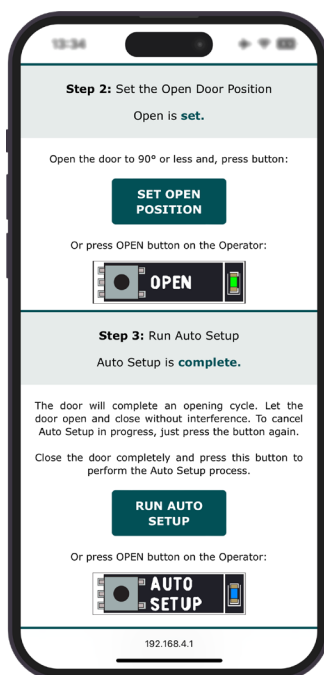 13:34
Step 2: Set the Open Door Position
Open is set.
Open the door to 90° or less and, press button:
SET OPEN
POSITION
Or press OPEN button on the Operator:
OPEN
Step 3: Run Auto Setup
Auto Setup is complete.
The door will complete an opening cycle. Let the
door open and close without interference. To cancel
Auto Setup in progress, just press the button again.
Close the door completely and press this button to
perform the Auto Setup process.
RUN AUTO
SETUP
Or press OPEN button on the Operator:
AUTO
SETUP
192.168.4.1